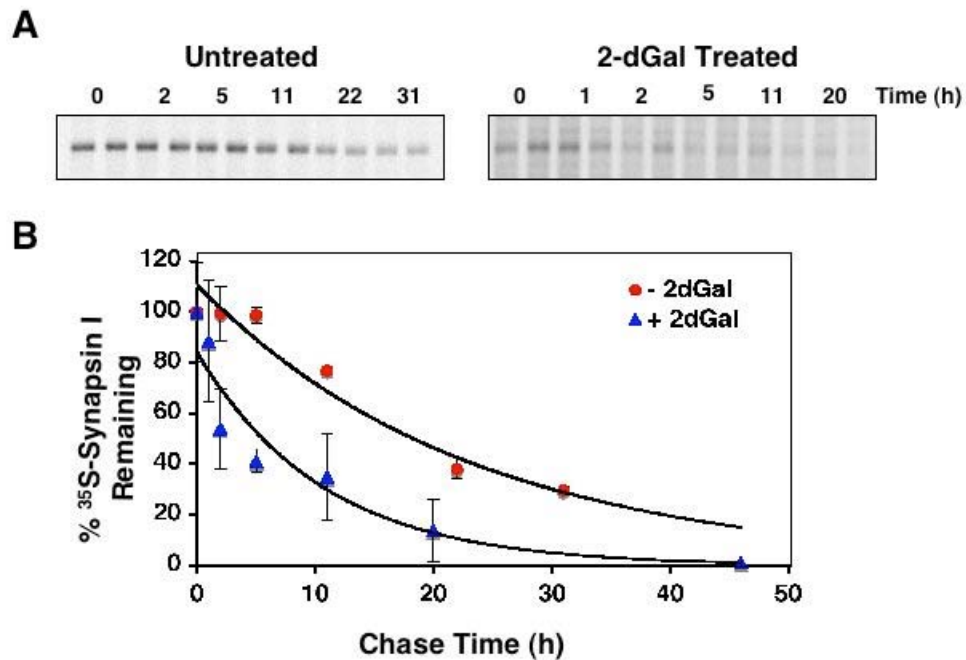 A
Untreated
2-dGal Treated
0 2 5 11 22 31
0 1 2 5 11 20 Time (h)
B
120
100
80
60
40
20
0
% ³⁵S-Synapsin I
Remaining
- 2dGal
+ 2dGal
0 10 20 30 40 50
Chase Time (h)